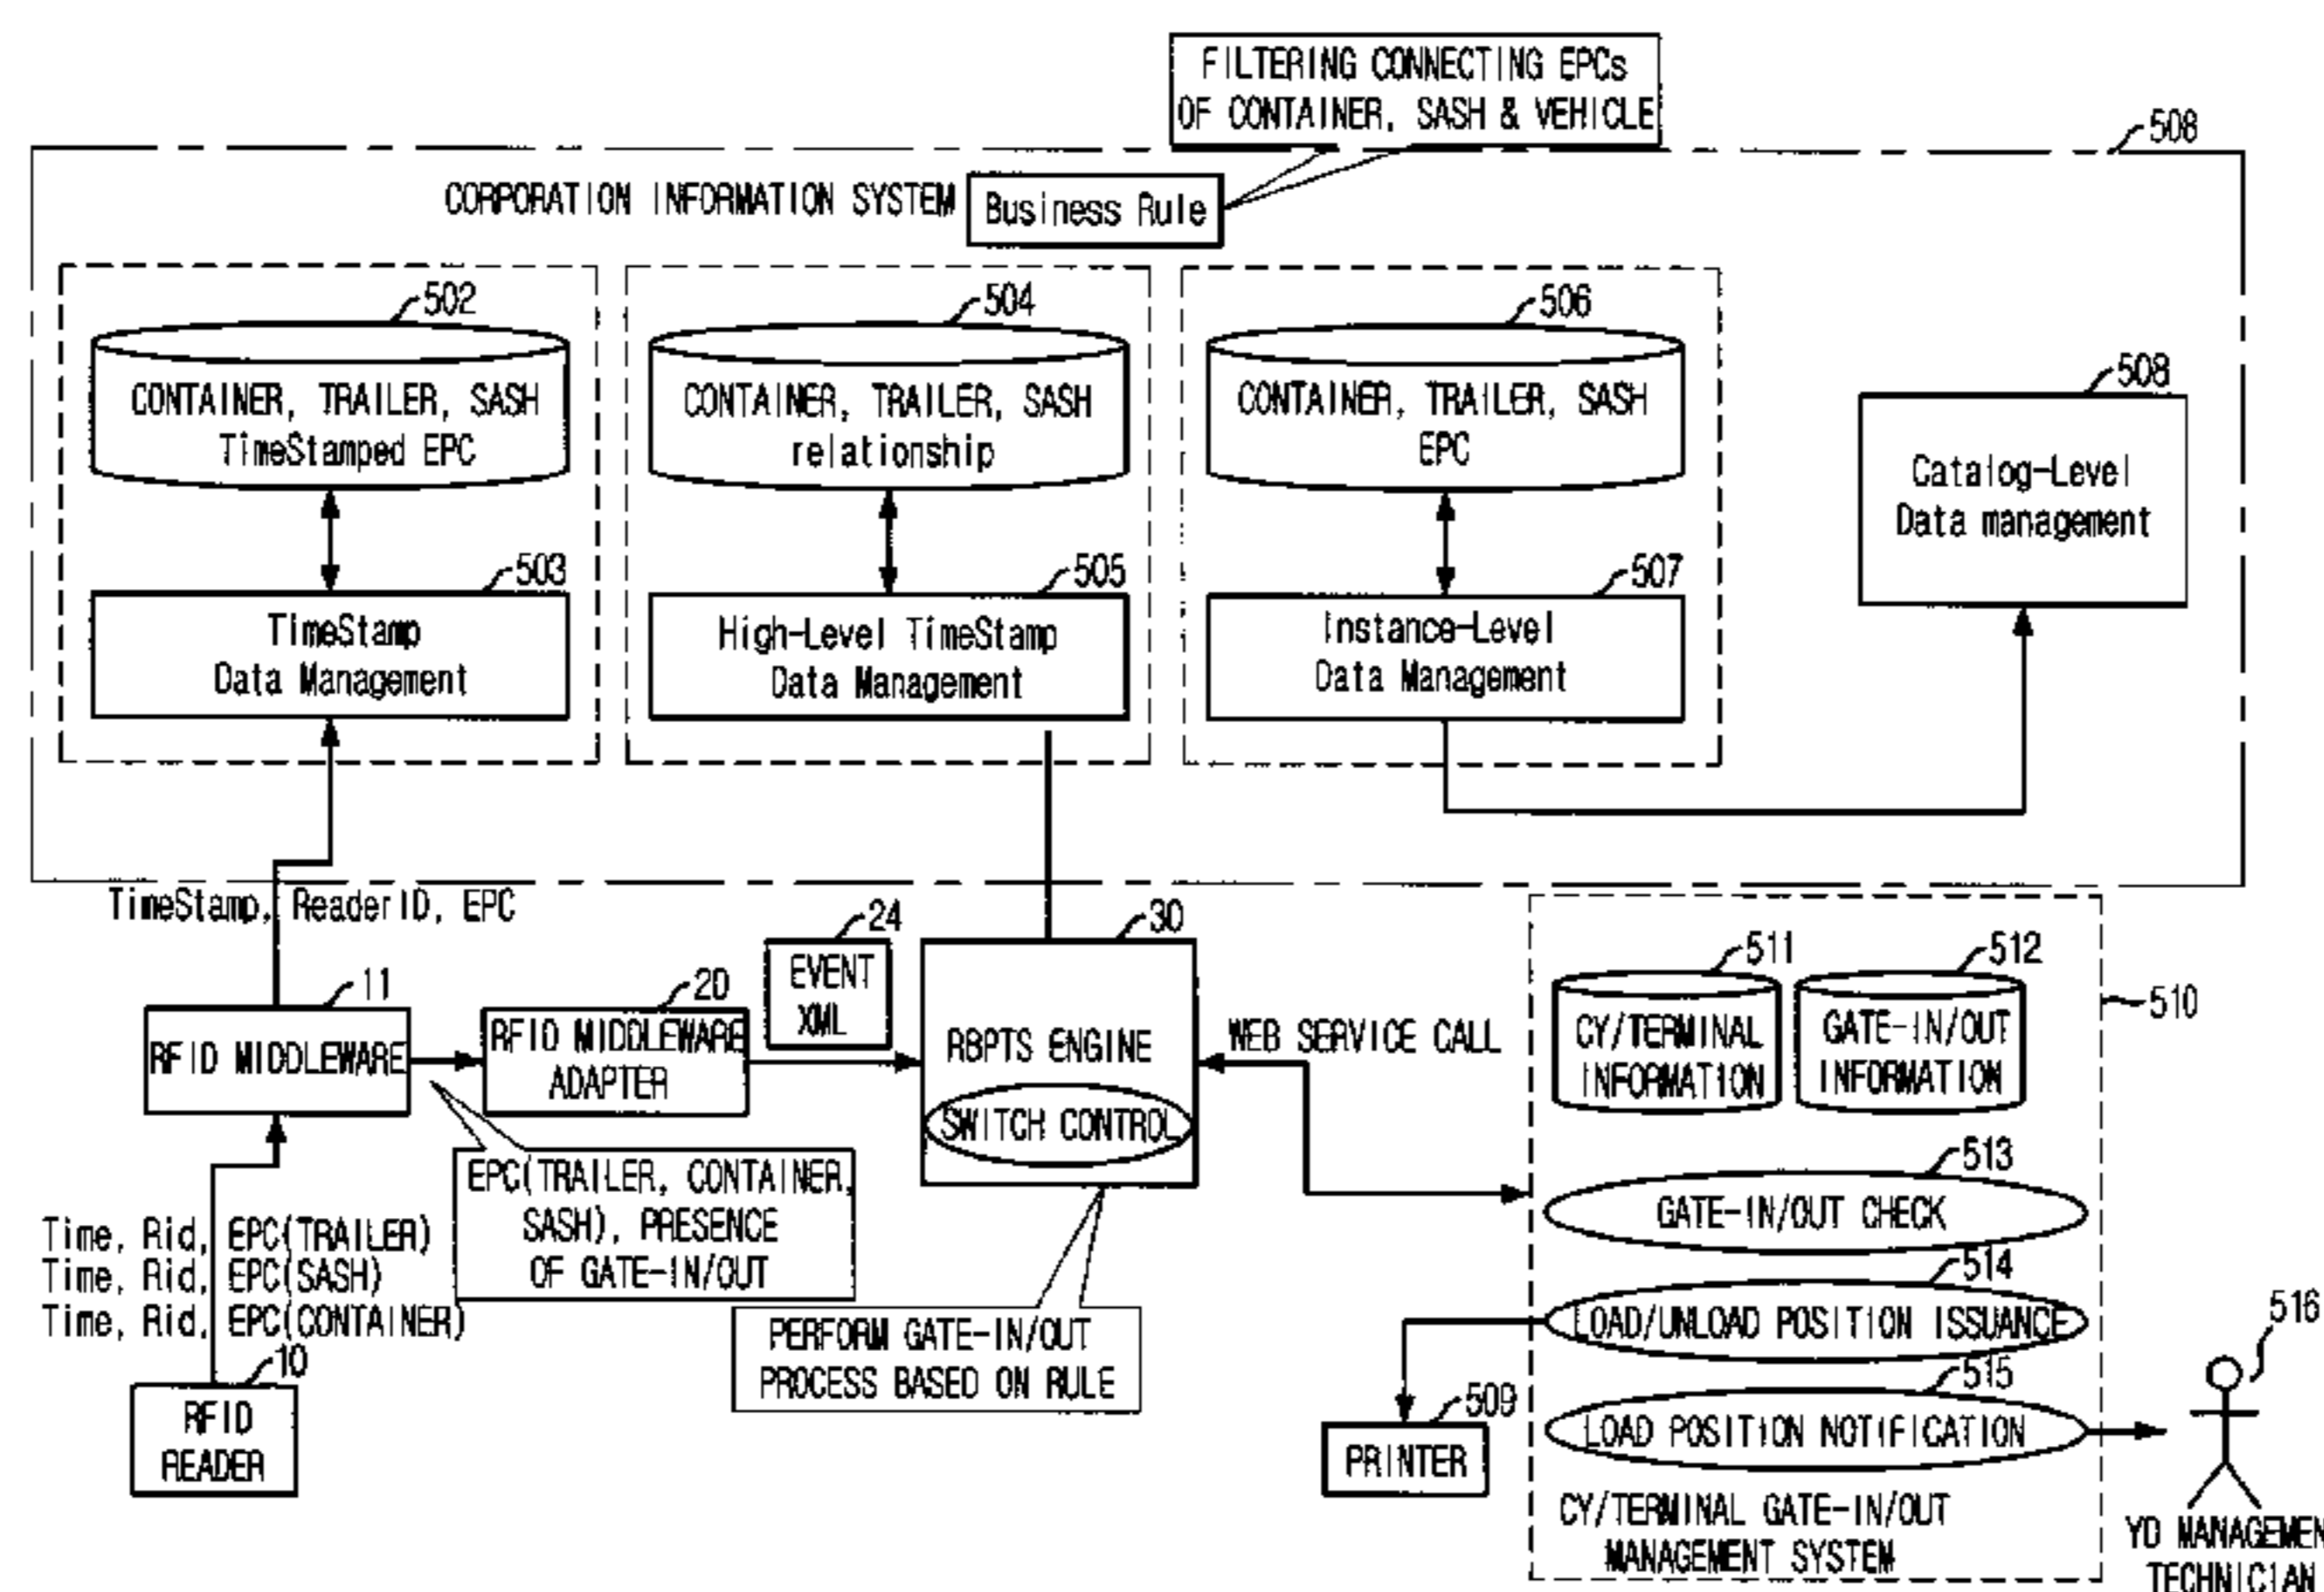 FILTERING CONNECTING EPCs
OF CONTAINER, SASH & VEHICLE
508
CORPORATION INFORMATION SYSTEM
Business Rule
502
CONTAINER, TRAILER, SASH
TimeStamped EPC
503
TimeStamp
Data Management
504
CONTAINER, TRAILER, SASH
relationship
505
High-Level TimeStamp
Data Management
506
CONTAINER, TRAILER, SASH
EPC
507
Instance-Level
Data Management
508
Catalog-Level
Data management
TimeStamp, ReaderID, EPC
11
RFID MIDDLEWARE
20
RFID MIDDLEWARE
ADAPTER
24
EVENT
XML
30
RBPTS ENGINE
SWITCH CONTROL
WEB SERVICE CALL
EPC(TRAILER, CONTAINER,
SASH), PRESENCE
OF GATE-IN/OUT
PERFORM GATE-IN/OUT
PROCESS BASED ON RULE
Time, Rid, EPC(TRAILER)
Time, Rid, EPC(SASH)
Time, Rid, EPC(CONTAINER)
10
RFID
READER
510
511
CY/TERMINAL
INFORMATION
512
GATE-IN/OUT
INFORMATION
513
GATE-IN/OUT CHECK
514
LOAD/UNLOAD POSITION ISSUANCE
515
LOAD POSITION NOTIFICATION
509
PRINTER
CY/TERMINAL GATE-IN/OUT
MANAGEMENT SYSTEM
516
YD MANAGEMEN
TECHNICIAN